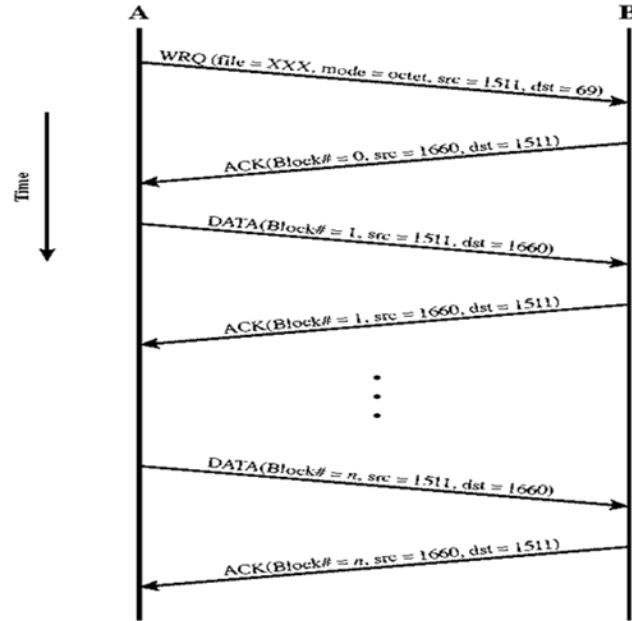 A
B
WRQ (file = XXX, mode = octet, src = 1511, dst = 69)
ACK(Block# = 0, src = 1660, dst = 1511)
Time
DATA(Block# = 1, src = 1511, dst = 1660)
ACK(Block# = 1, src = 1660, dst = 1511)
DATA(Block# = n, src = 1511, dst = 1660)
ACK(Block# = n, src = 1660, dst = 1511)